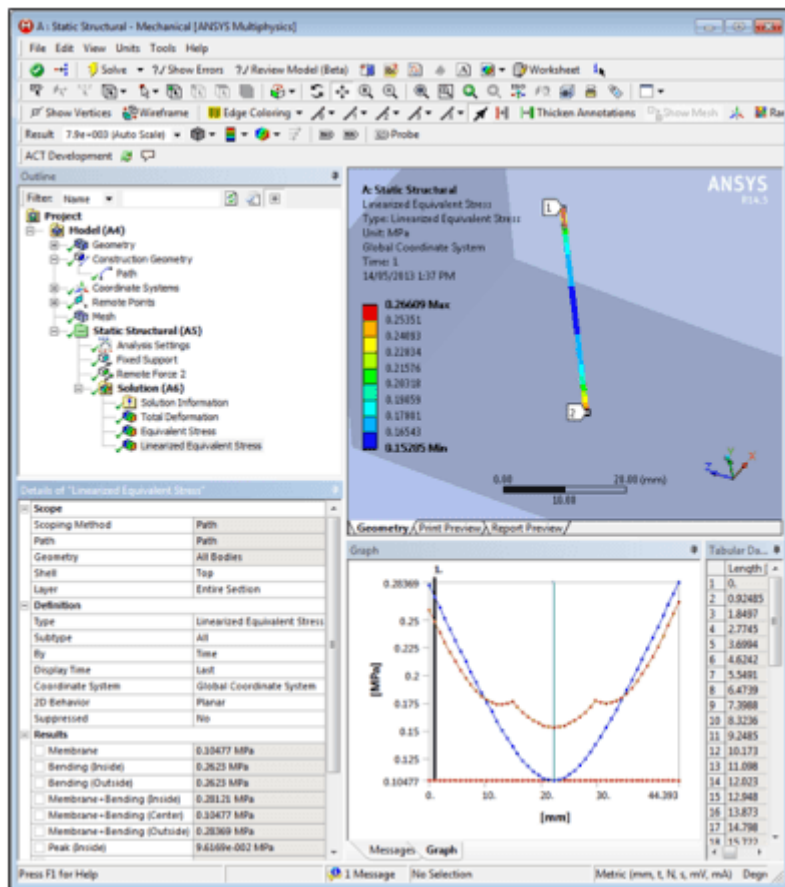 A : Static Structural - Mechanical [ANSYS Multiphysics]
File Edit View Units Tools Help
Solve ?/ Show Errors ?/ Review Model (Beta) A Worksheet
Show Vertices Wireframe Edge Coloring Thicken Annotations Show Mesh
Result 7.9e+003 (Auto Scale) Probe
ACT Development
Outline
Filter: Name
Project
Model (A4)
Geometry
Construction Geometry
Path
Coordinate Systems
Remote Points
Mesh
Static Structural (A5)
Analysis Settings
Fixed Support
Remote Force 2
Solution (A6)
Solution Information
Total Deformation
Equivalent Stress
Linearized Equivalent Stress
A: Static Structural
Linearized Equivalent Stress
Type: Linearized Equivalent Stress
Unit: MPa
Global Coordinate System
Time: 1
14/05/2013 1:37 PM
0.26609 Max
0.25351
0.24093
0.22834
0.21576
0.20318
0.19059
0.17801
0.16543
0.15285 Min
ANSYS
R14.5
1
2
0.00 20.00 (mm)
10.00
Y
X
Z
Geometry Print Preview Report Preview
Details of "Linearized Equivalent Stress"
Scope
Scoping Method Path
Path Path
Geometry All Bodies
Shell Top
Layer Entire Section
Definition
Type Linearized Equivalent Stress
Subtype All
By Time
Display Time Last
Coordinate System Global Coordinate System
2D Behavior Planar
Suppressed No
Results
Membrane 0.10477 MPa
Bending (Inside) 0.2623 MPa
Bending (Outside) 0.2623 MPa
Membrane+Bending (Inside) 0.28121 MPa
Membrane+Bending (Center) 0.10477 MPa
Membrane+Bending (Outside) 0.28369 MPa
Peak (Inside) 9.6169e-002 MPa
Graph
1.
0.28369
0.25
0.225
0.2
0.175
0.15
0.125
0.10477
[MPa]
0. 10. 20. 30. 44.393
[mm]
Messages Graph
Tabular Da...
Length [
1 0.
2 0.92485
3 1.8497
4 2.7745
5 3.6994
6 4.6242
7 5.5491
8 6.4739
9 7.3988
10 8.3236
11 9.2485
12 10.173
13 11.098
14 12.023
15 12.948
16 13.873
17 14.798
18 15.722
Press F1 for Help 1 Message No Selection Metric (mm, t, N, s, mV, mA) Degr